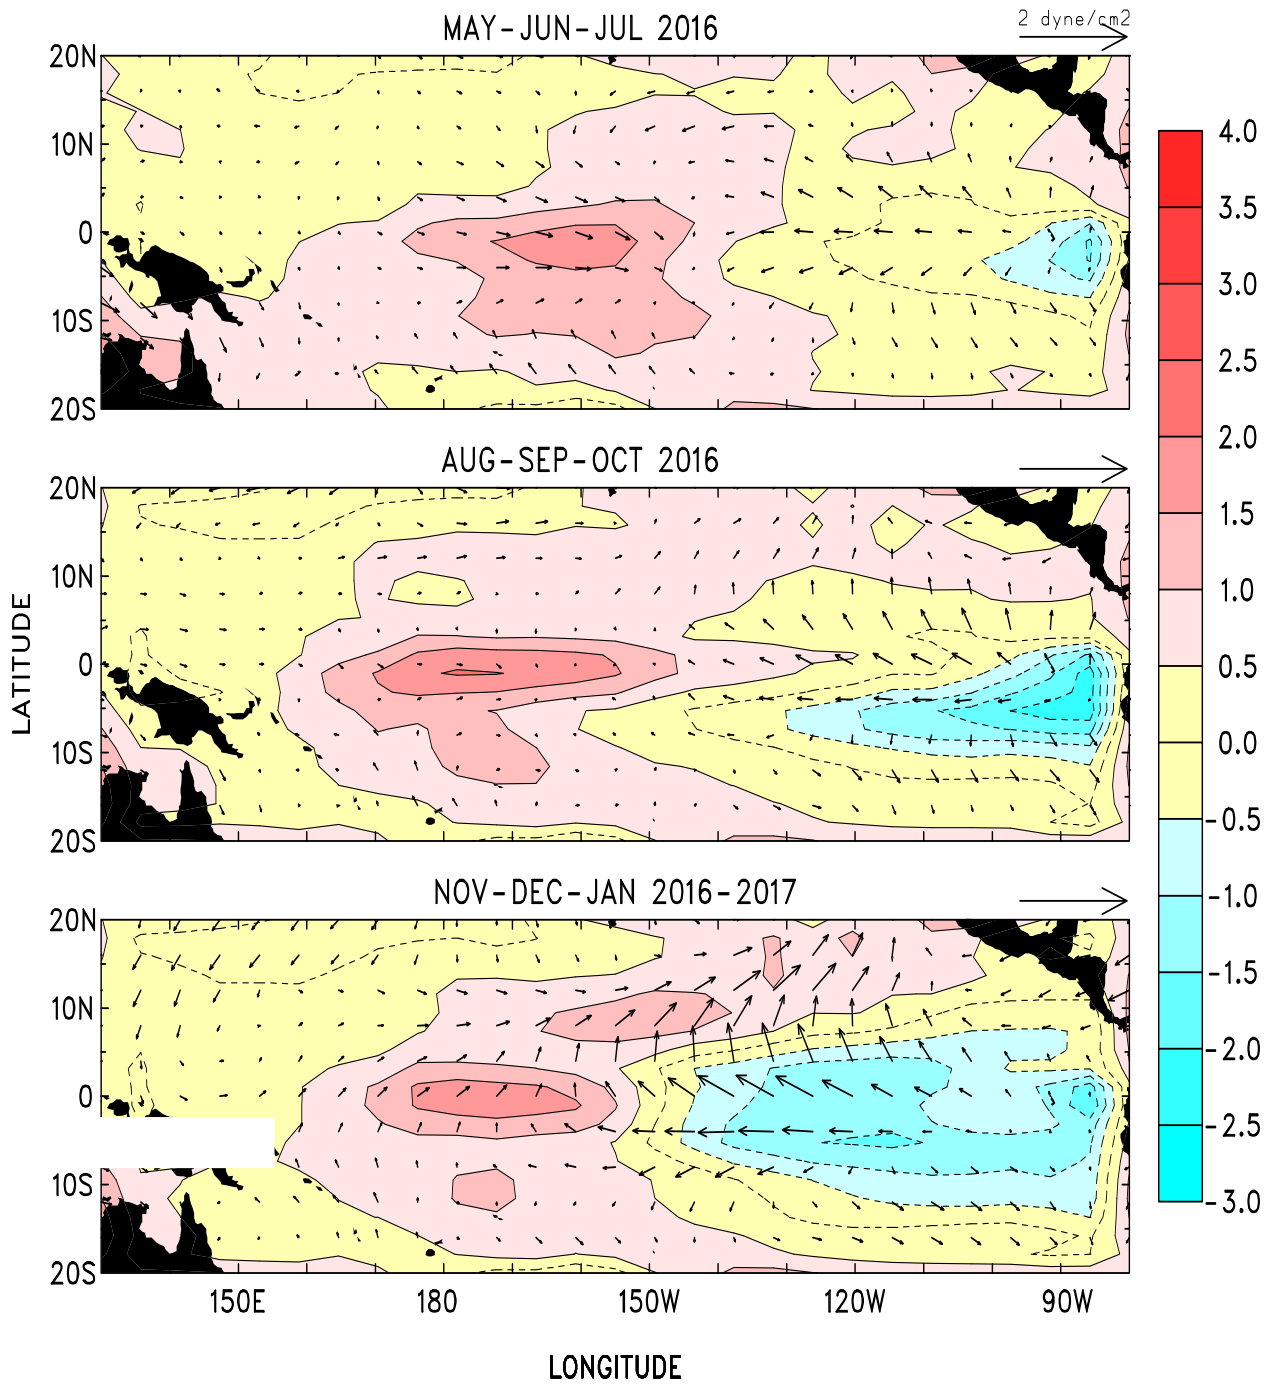 MAY-JUN-JUL 2016
2 dyne/cm2
20N
10N
0
10S
20S
AUG-SEP-OCT 2016
20N
10N
0
10S
20S
LATITUDE
NOV-DEC-JAN 2016-2017
20N
10N
0
10S
20S
150E 180 150W 120W 90W
LONGITUDE
4.0
3.5
3.0
2.5
2.0
1.5
1.0
0.5
0.0
-0.5
-1.0
-1.5
-2.0
-2.5
-3.0